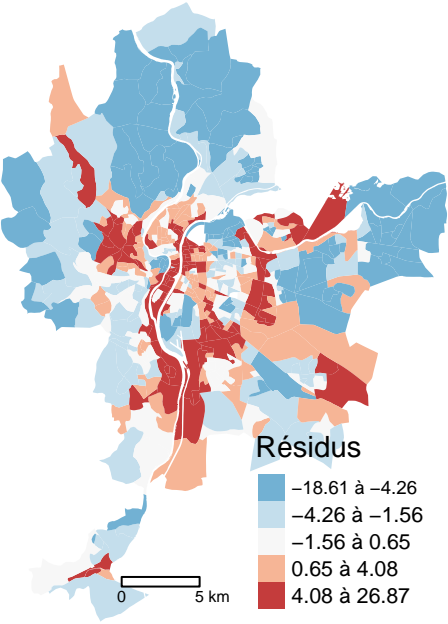 Résidus
−18.61 à −4.26
−4.26 à −1.56
−1.56 à 0.65
0.65 à 4.08
4.08 à 26.87
0 5 km